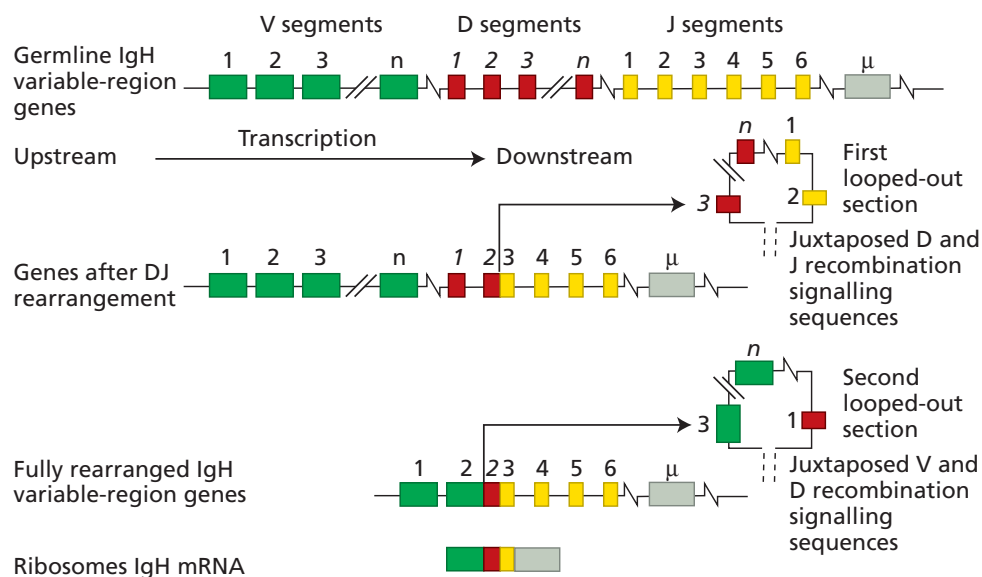 V segments D segments J segments
Germline IgH
variable-region
genes
1 2 3 n 1 2 3 n 1 2 3 4 5 6 μ
Upstream Transcription Downstream
n 1
3 2
First
looped-out
section
Juxtaposed D and
J recombination
signalling
sequences
Genes after DJ
rearrangement
1 2 3 n 1 2 3 4 5 6 μ
n
3 1
Second
looped-out
section
Juxtaposed V and
D recombination
signalling
sequences
Fully rearranged IgH
variable-region genes
1 2 2 3 4 5 6 μ
Ribosomes IgH mRNA